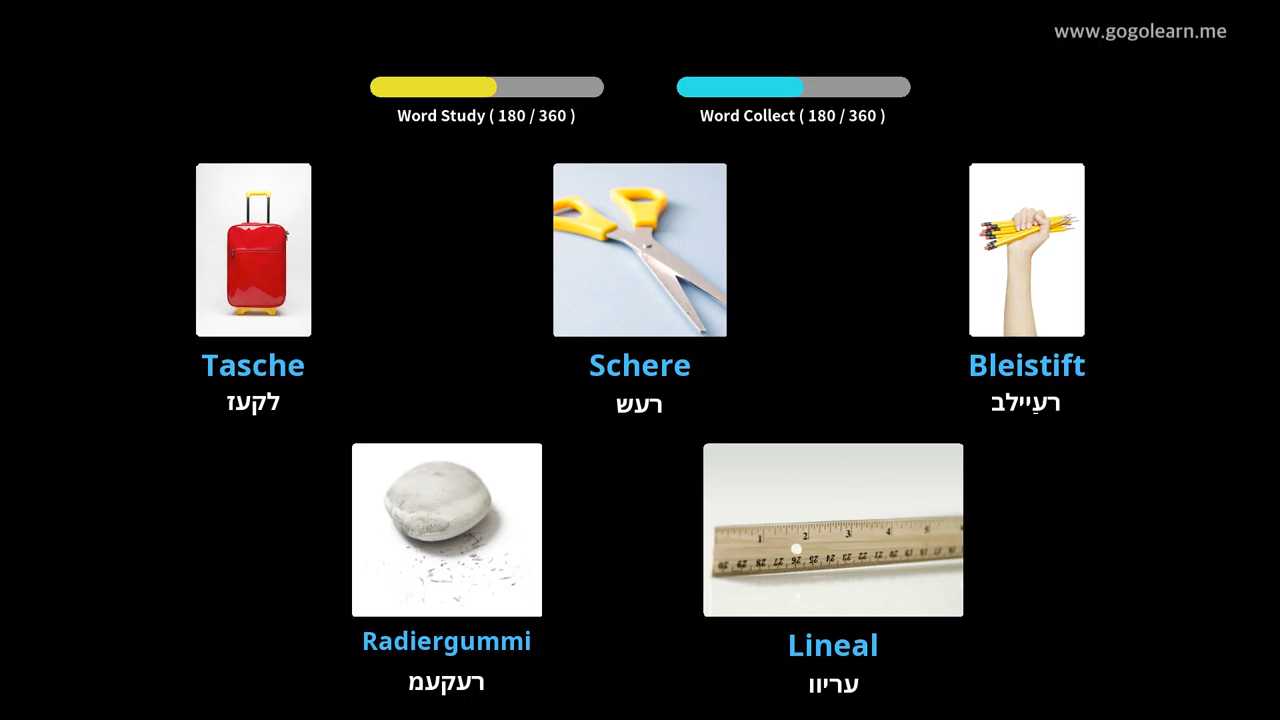 www.gogolearn.me
Word Study ( 180 / 360 )
Word Collect ( 180 / 360 )
Tasche
לקעז
Schere
רעש
Bleistift
רעַיילב
Radiergummi
רעקעמ
Lineal
עריוו